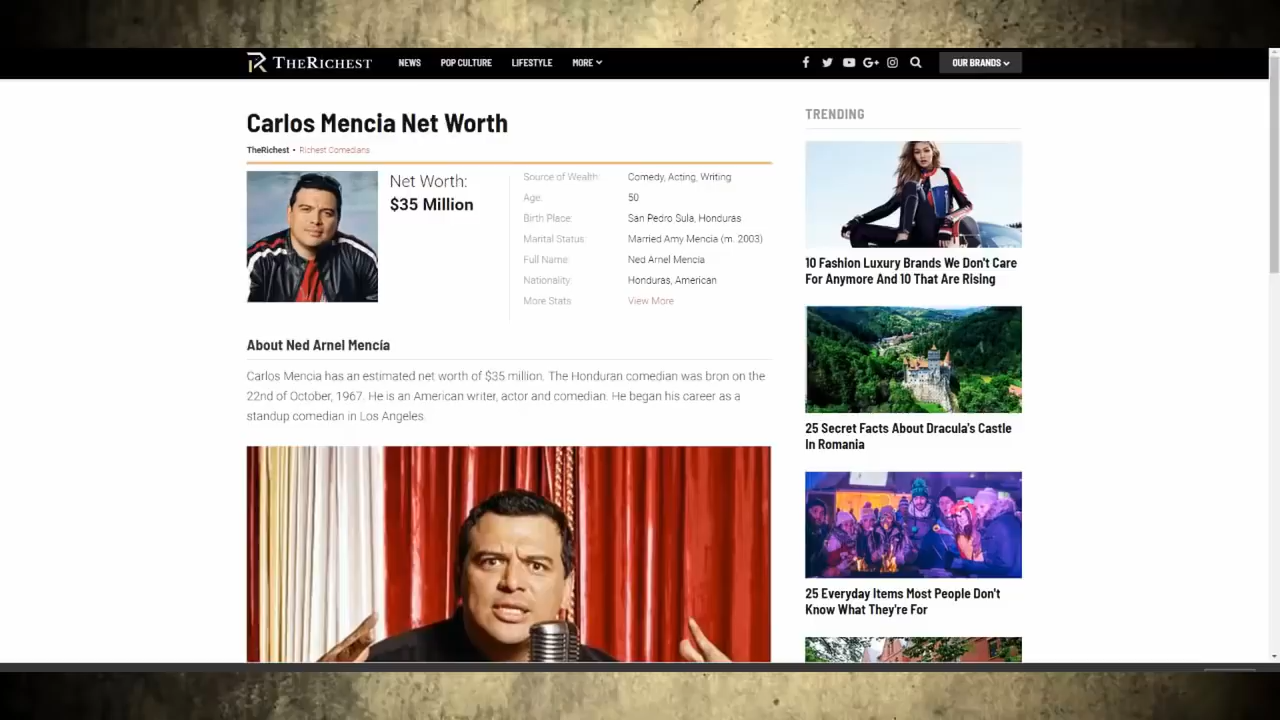 THERICHEST NEWS POP CULTURE LIFESTYLE MORE OUR BRANDS
Carlos Mencia Net Worth
TheRichest • Richest Comedians
Net Worth:
$35 Million
Source of Wealth: Comedy, Acting, Writing
Age: 50
Birth Place: San Pedro Sula, Honduras
Marital Status: Married Amy Mencia (m. 2003)
Full Name: Ned Arnel Mencía
Nationality: Honduras, American
More Stats: View More
About Ned Arnel Mencía
Carlos Mencia has an estimated net worth of $35 million. The Honduran comedian was bron on the
22nd of October, 1967. He is an American writer, actor and comedian. He began his career as a
standup comedian in Los Angeles.
TRENDING
10 Fashion Luxury Brands We Don't Care
For Anymore And 10 That Are Rising
25 Secret Facts About Dracula's Castle
In Romania
25 Everyday Items Most People Don't
Know What They're For